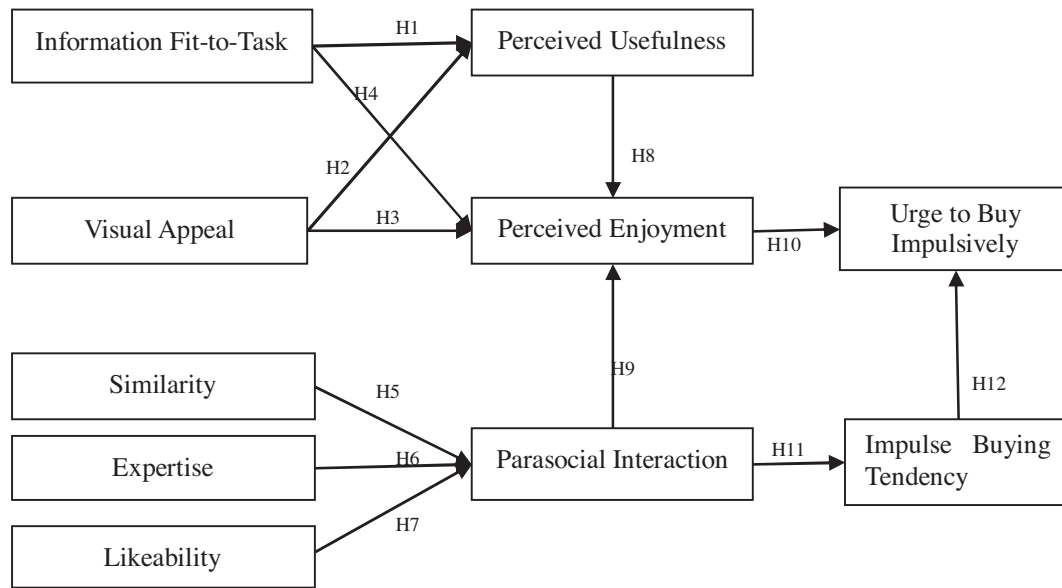 Information Fit-to-Task
H1
Perceived Usefulness
H4
H2
H8
Visual Appeal
H3
Perceived Enjoyment
H10
Urge to Buy
Impulsively
Similarity
H5
H9
H12
Expertise
H6
Parasocial Interaction
H11
Impulse Buying
Tendency
H7
Likeability